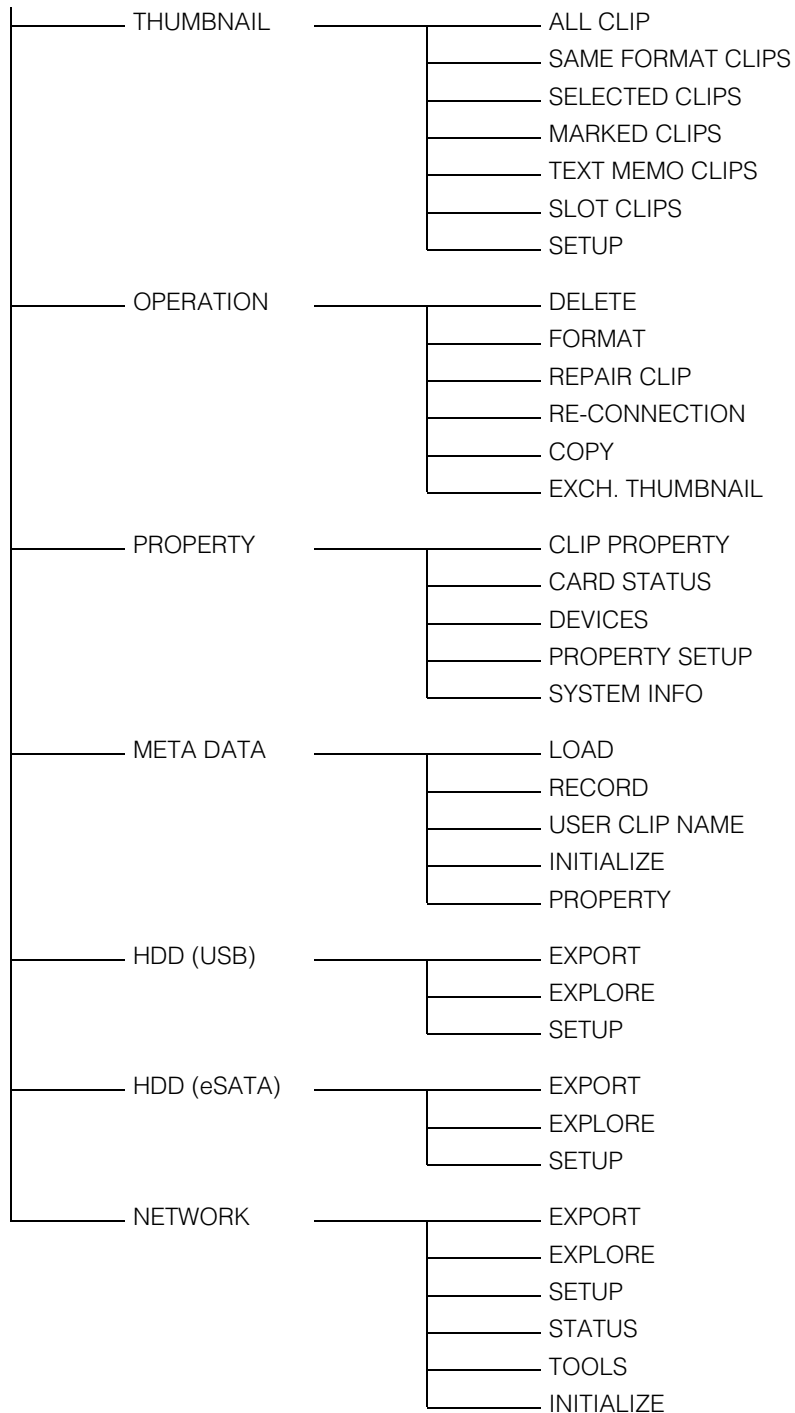 THUMBNAIL ALL CLIP
SAME FORMAT CLIPS
SELECTED CLIPS
MARKED CLIPS
TEXT MEMO CLIPS
SLOT CLIPS
SETUP
OPERATION DELETE
FORMAT
REPAIR CLIP
RE-CONNECTION
COPY
EXCH. THUMBNAIL
PROPERTY CLIP PROPERTY
CARD STATUS
DEVICES
PROPERTY SETUP
SYSTEM INFO
META DATA LOAD
RECORD
USER CLIP NAME
INITIALIZE
PROPERTY
HDD (USB) EXPORT
EXPLORE
SETUP
HDD (eSATA) EXPORT
EXPLORE
SETUP
NETWORK EXPORT
EXPLORE
SETUP
STATUS
TOOLS
INITIALIZE